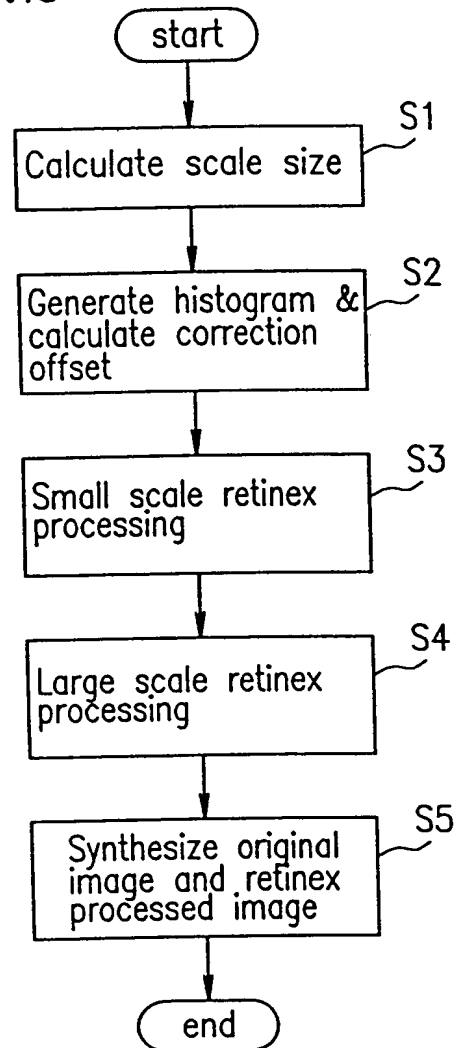 start
S1
Calculate scale size
S2
Generate histogram &
calculate correction
offset
S3
Small scale retinex
processing
S4
Large scale retinex
processing
S5
Synthesize original
image and retinex
processed image
end